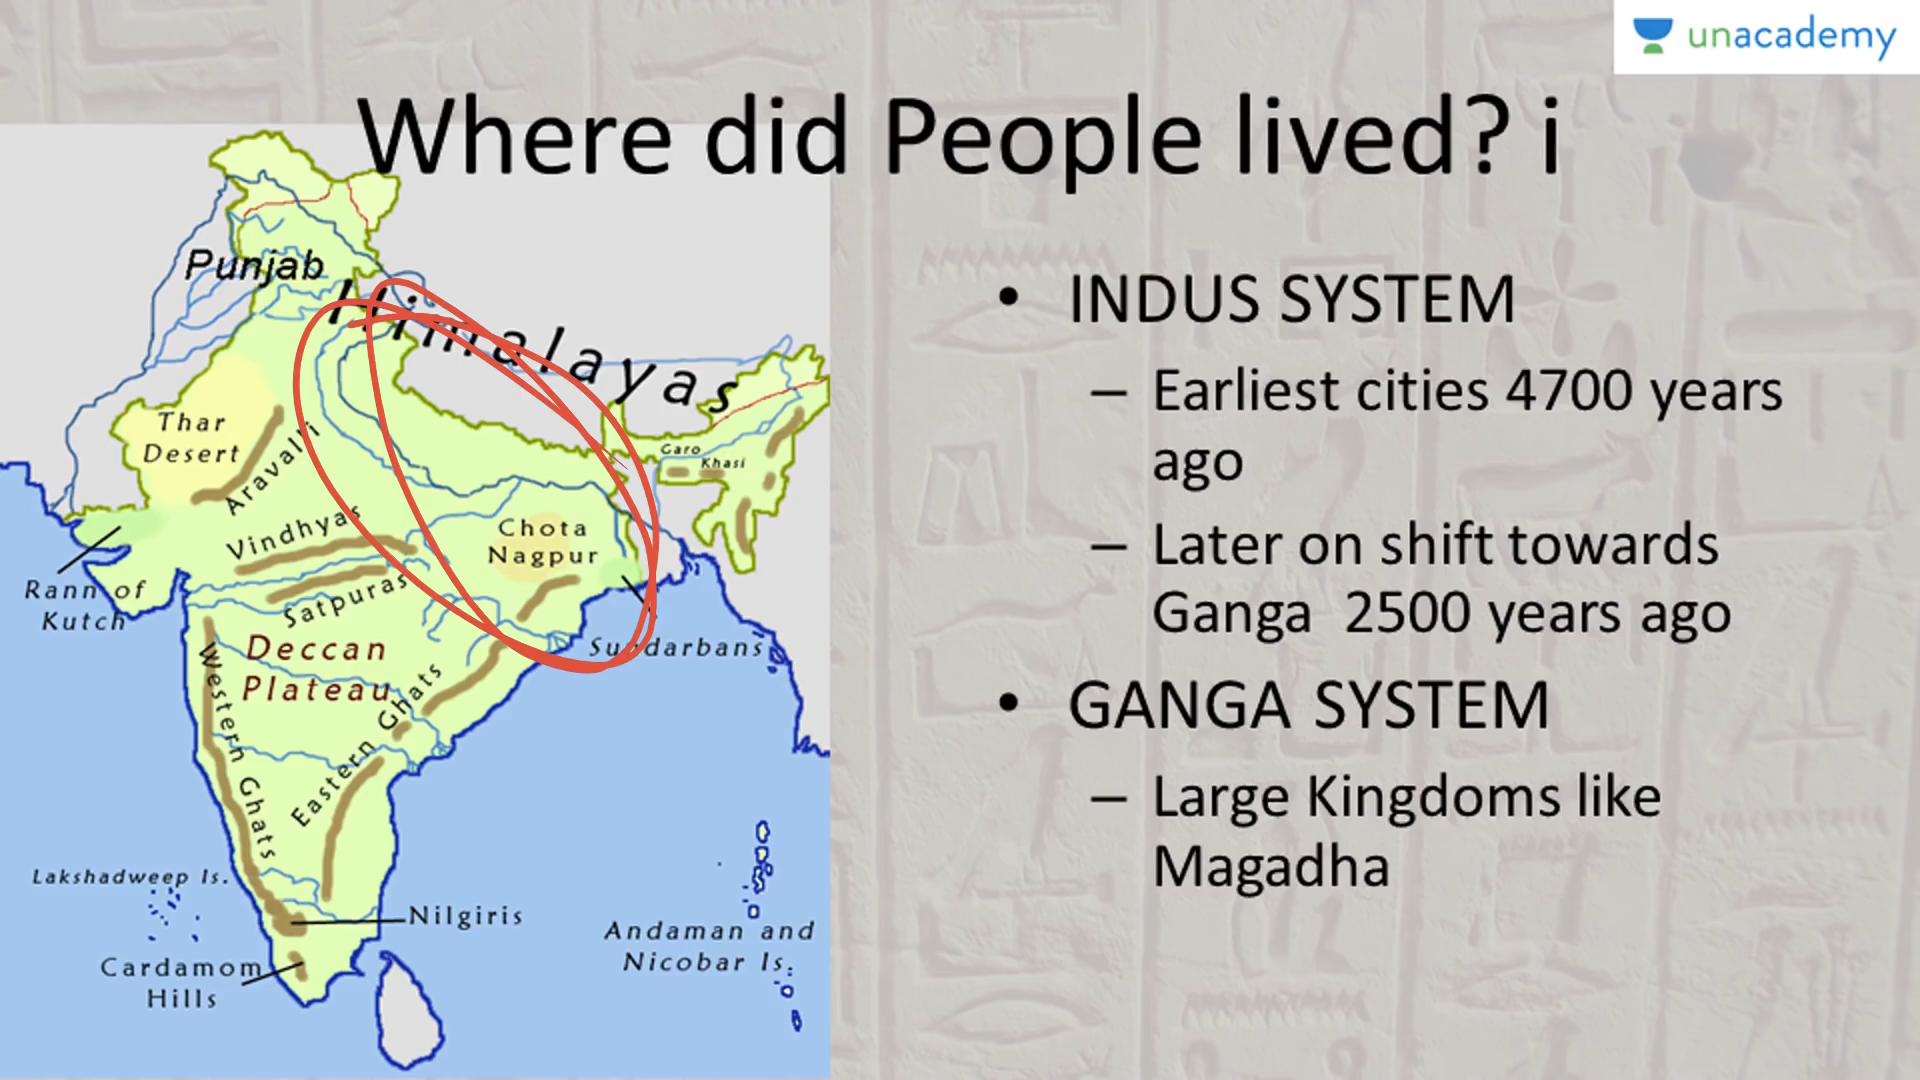 unacademy
Where did People lived? i
• INDUS SYSTEM
– Earliest cities 4700 years
ago
– Later on shift towards
Ganga 2500 years ago
• GANGA SYSTEM
– Large Kingdoms like
Magadha
Punjab
Himalayas
Thar
Desert
Aravalli
Garo
Khasi
Vindhyas
Chota
Nagpur
Rann of
Kutch
Satpuras
Sundarbans
Deccan
Plateau
Western Ghats
Eastern Ghats
Lakshadweep Is.
Nilgiris
Andaman and
Nicobar Is.
Cardamom
Hills